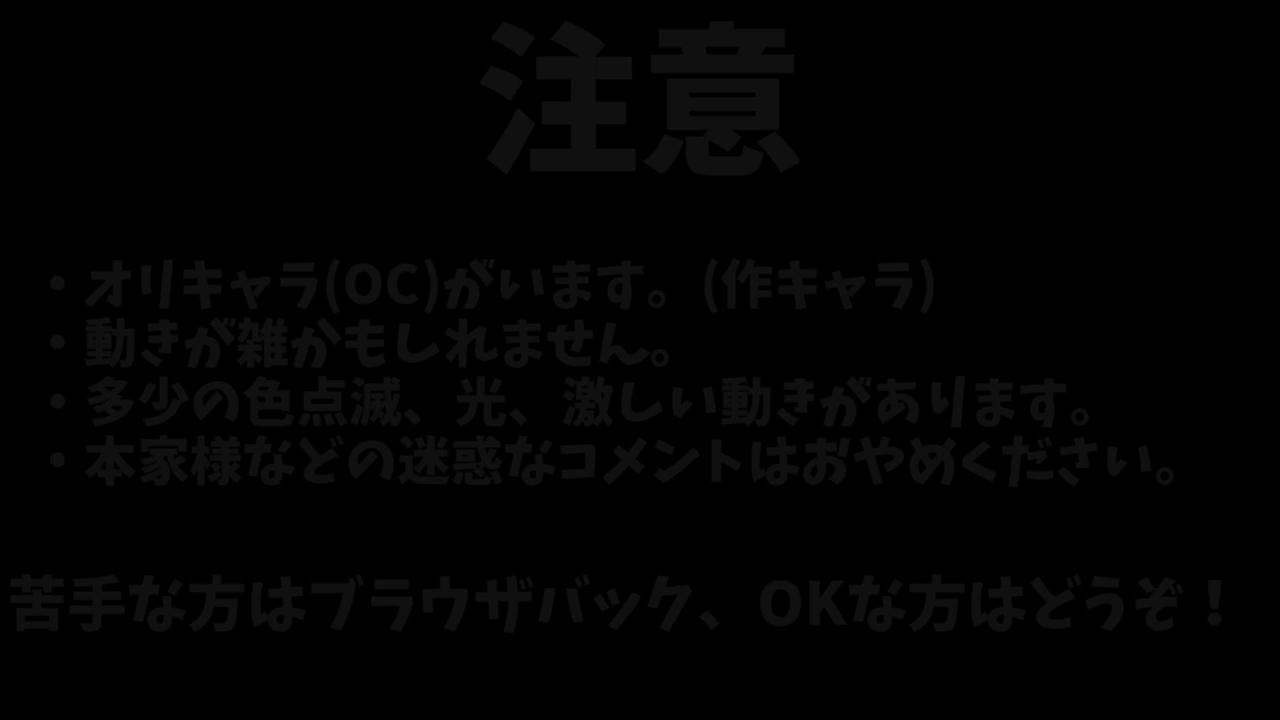 注意
・オリキャラ(OC)がいます。(作キャラ)
・動きが雑かもしれません。
・多少の色点滅、光、激しい動きがあります。
・本家様などの迷惑なコメントはおやめください。
苦手な方はブラウザバック、OKな方はどうぞ！